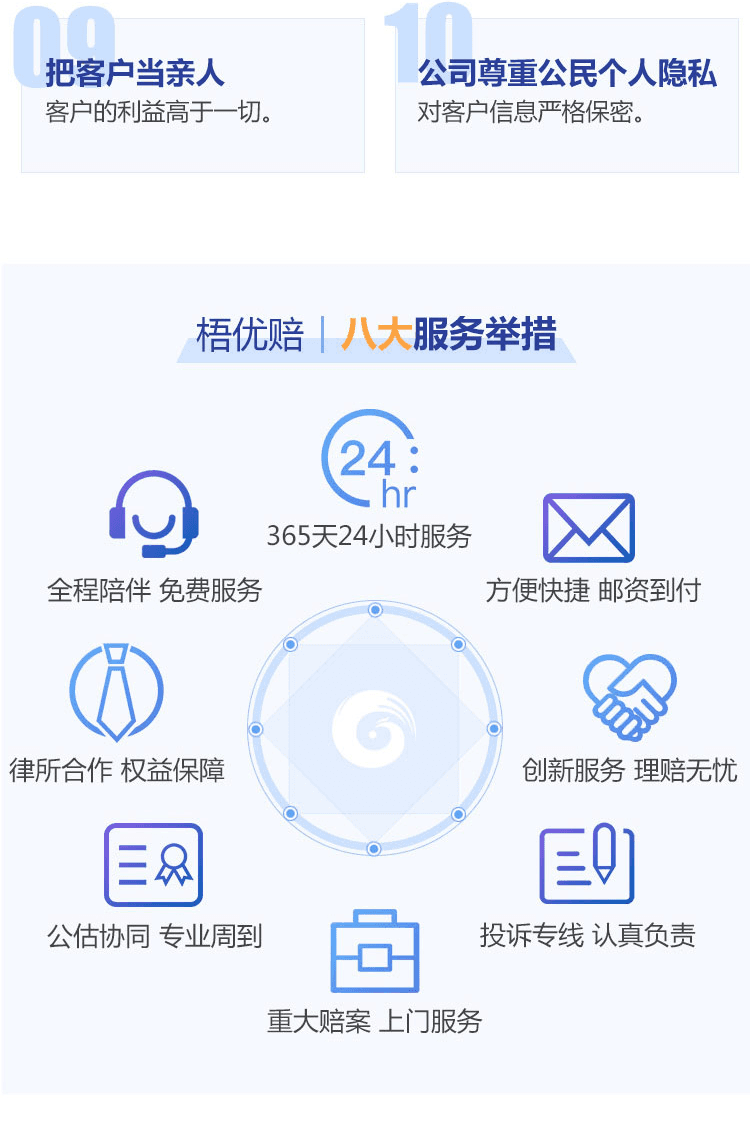 09
把客户当亲人
客户的利益高于一切。
10
公司尊重公民个人隐私
对客户信息严格保密。
梧优赔｜八大服务举措
24:
hr
365天24小时服务
全程陪伴 免费服务
方便快捷 邮资到付
律所合作 权益保障
创新服务 理赔无忧
公估协同 专业周到
投诉专线 认真负责
重大赔案 上门服务